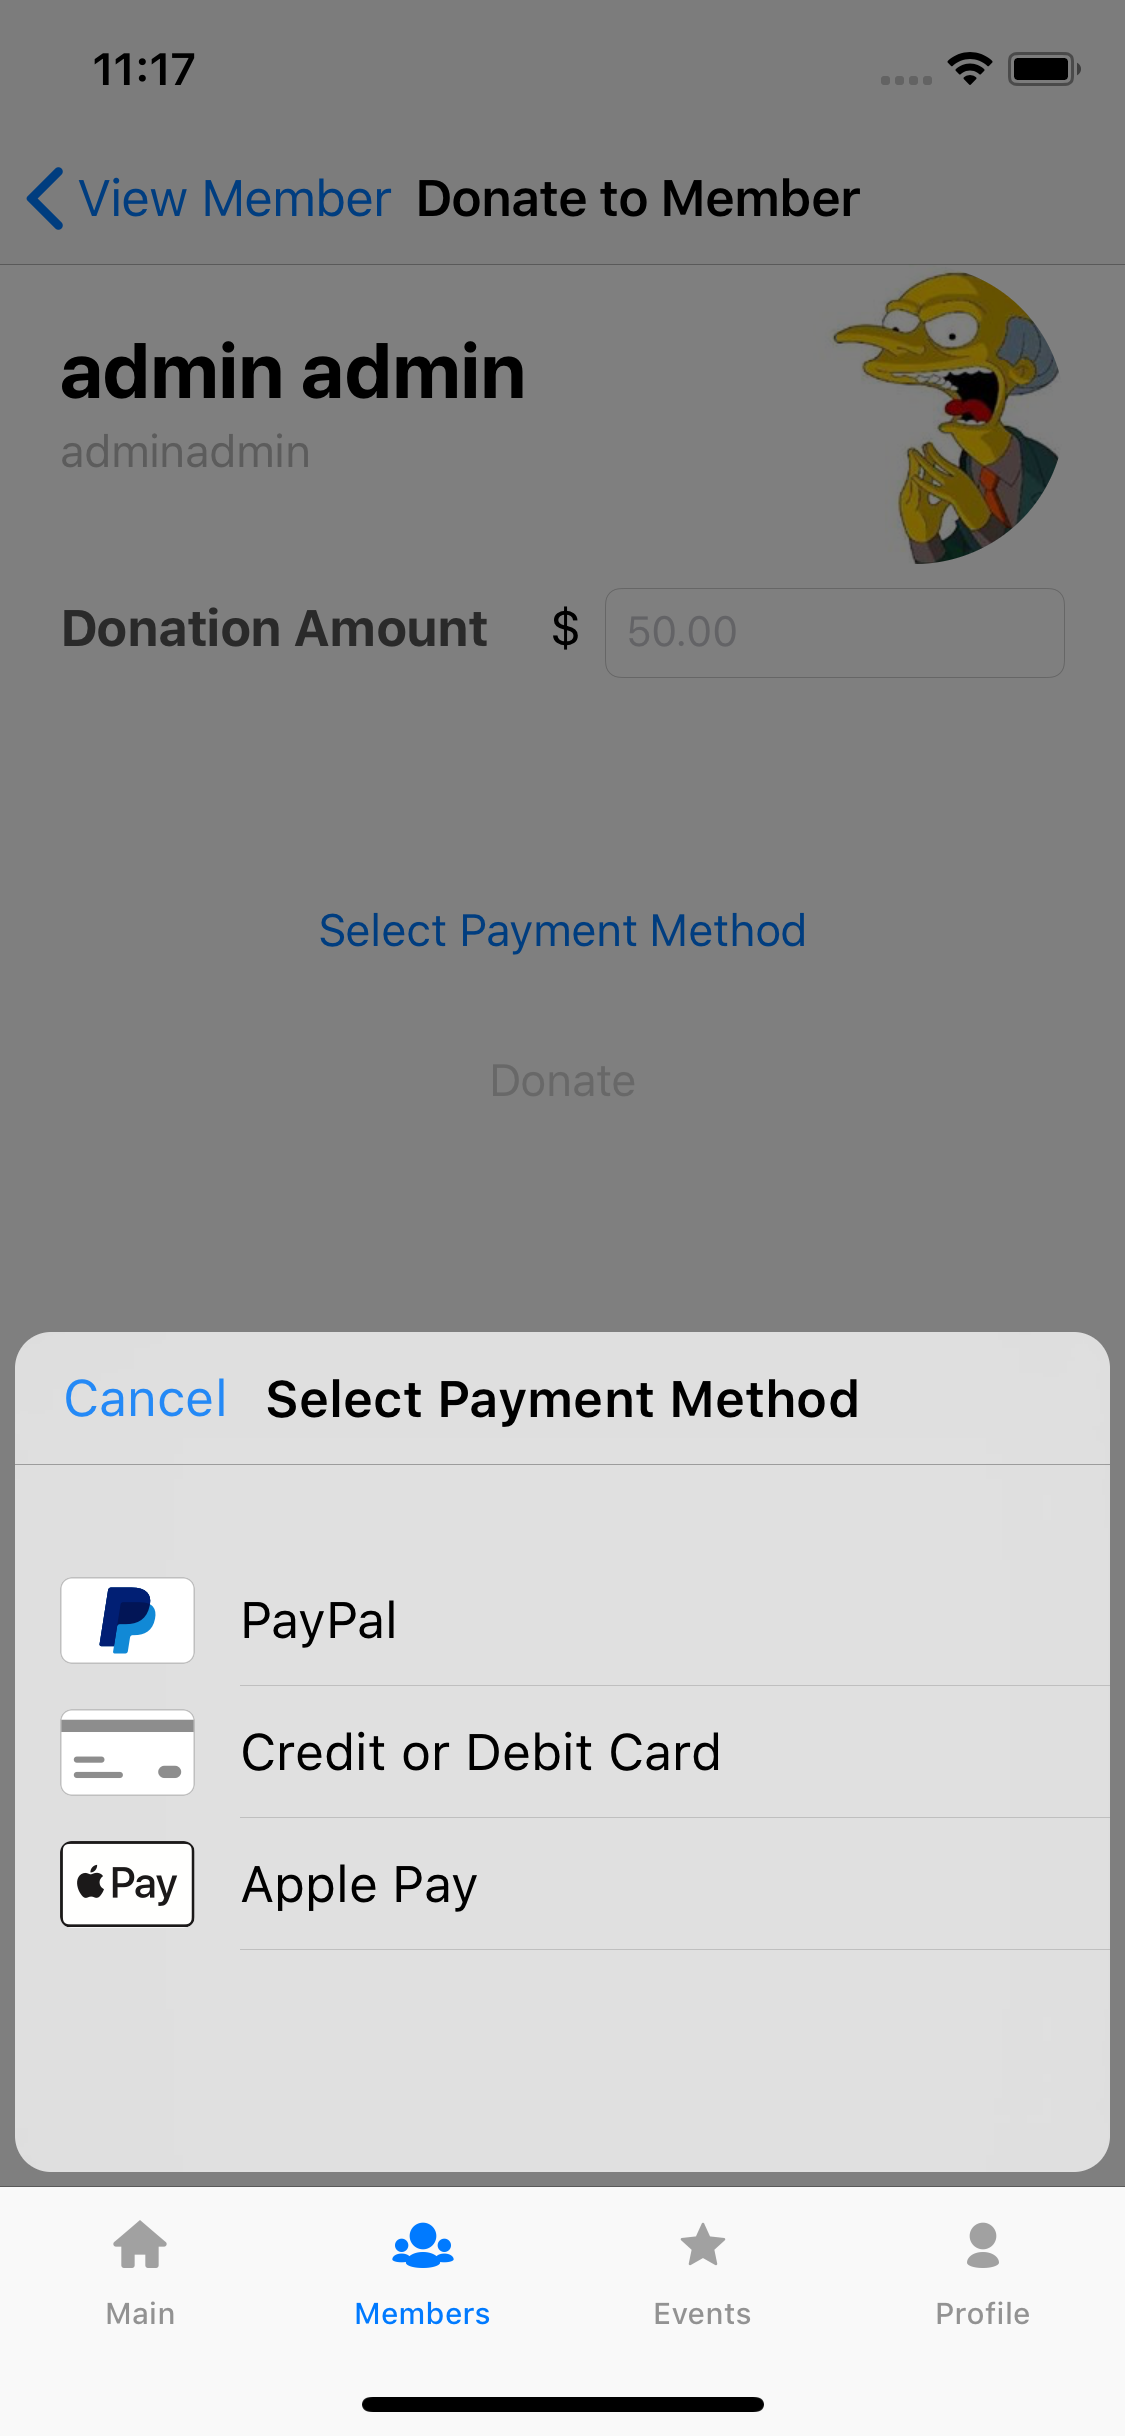 11:17
View Member Donate to Member
admin admin
adminadmin
Donation Amount $ 50.00
Select Payment Method
Donate
Cancel Select Payment Method
PayPal
Credit or Debit Card
Pay Apple Pay
Main Members Events Profile